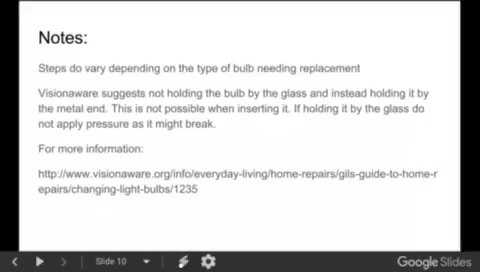 Notes:
Steps do vary depending on the type of bulb needing replacement
Visionaware suggests not holding the bulb by the glass and instead holding it by
the metal end. This is not possible when inserting it. If holding it by the glass do
not apply pressure as it might break.
For more information:
http://www.visionaware.org/info/everyday-living/home-repairs/gils-guide-to-home-r
epairs/changing-light-bulbs/1235
Slide 10
Google Slides